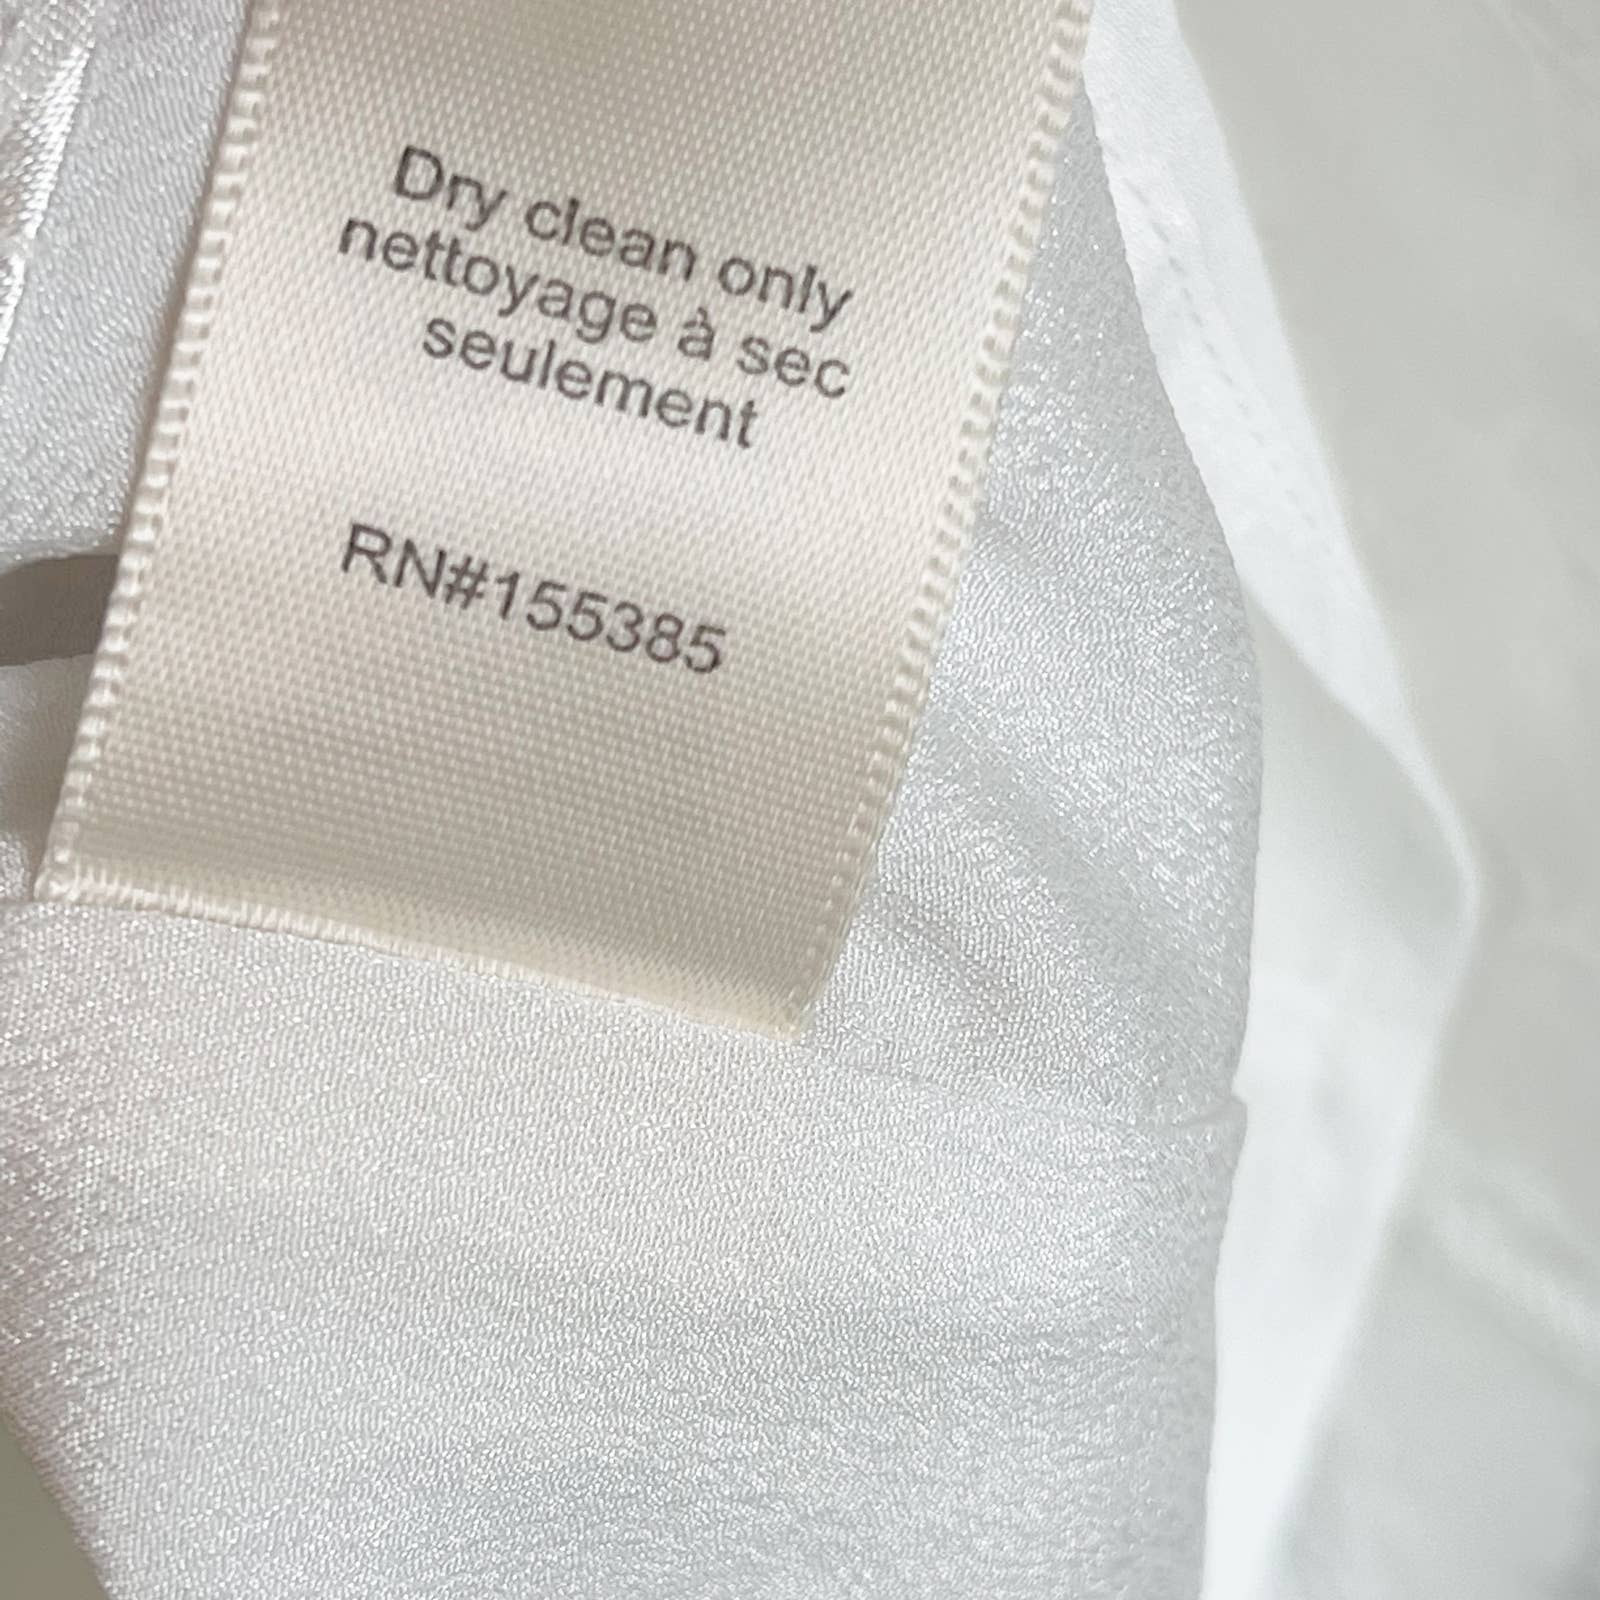 Dry clean only
nettoyage à sec
seulement
RN#155385